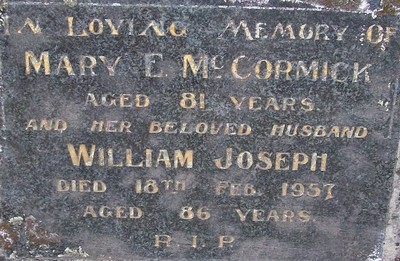 IN LOVING MEMORY OF
MARY E. MCCORMICK
AGED 81 YEARS.
AND HER BELOVED HUSBAND
WILLIAM JOSEPH
DIED 18TH FEB. 1957
AGED 86 YEARS.
R.I.P.